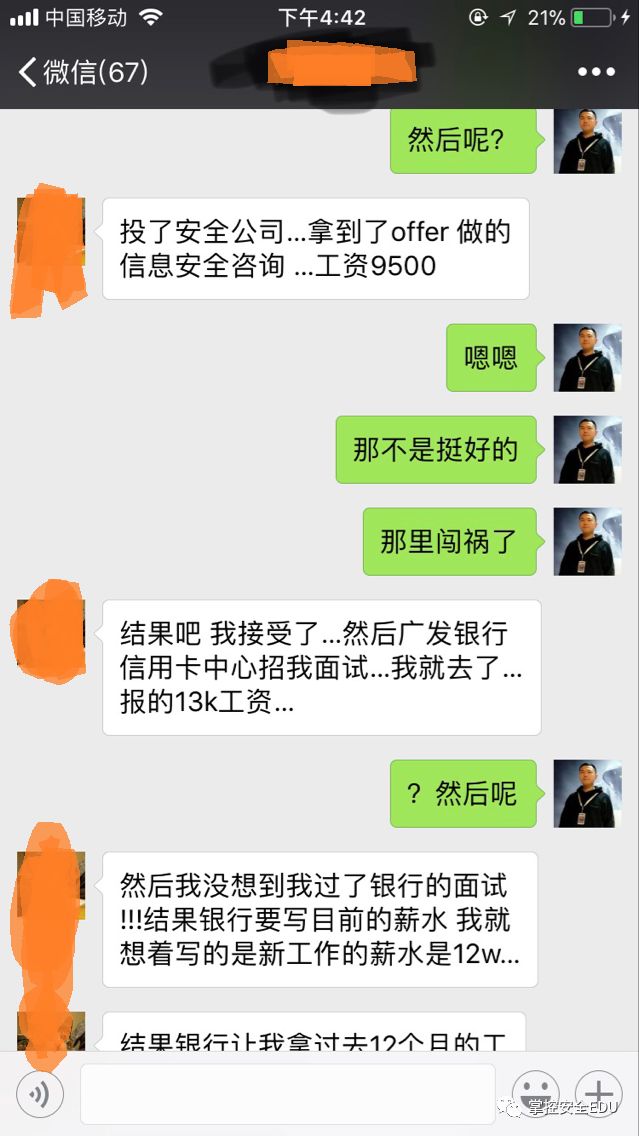 中国移动
下午4:42
21%
微信(67)
然后呢?
投了安全公司...拿到了offer 做的
信息安全咨询 ...工资9500
嗯嗯
那不是挺好的
那里闯祸了
结果吧 我接受了...然后广发银行
信用卡中心招我面试...我就去了...
报的13k工资...
？然后呢
然后我没想到我过了银行的面试
!!!结果银行要写目前的薪水 我就
想着写的是新工作的薪水是12w...
结果银行让我拿过去12个月的工
掌控安全EDU